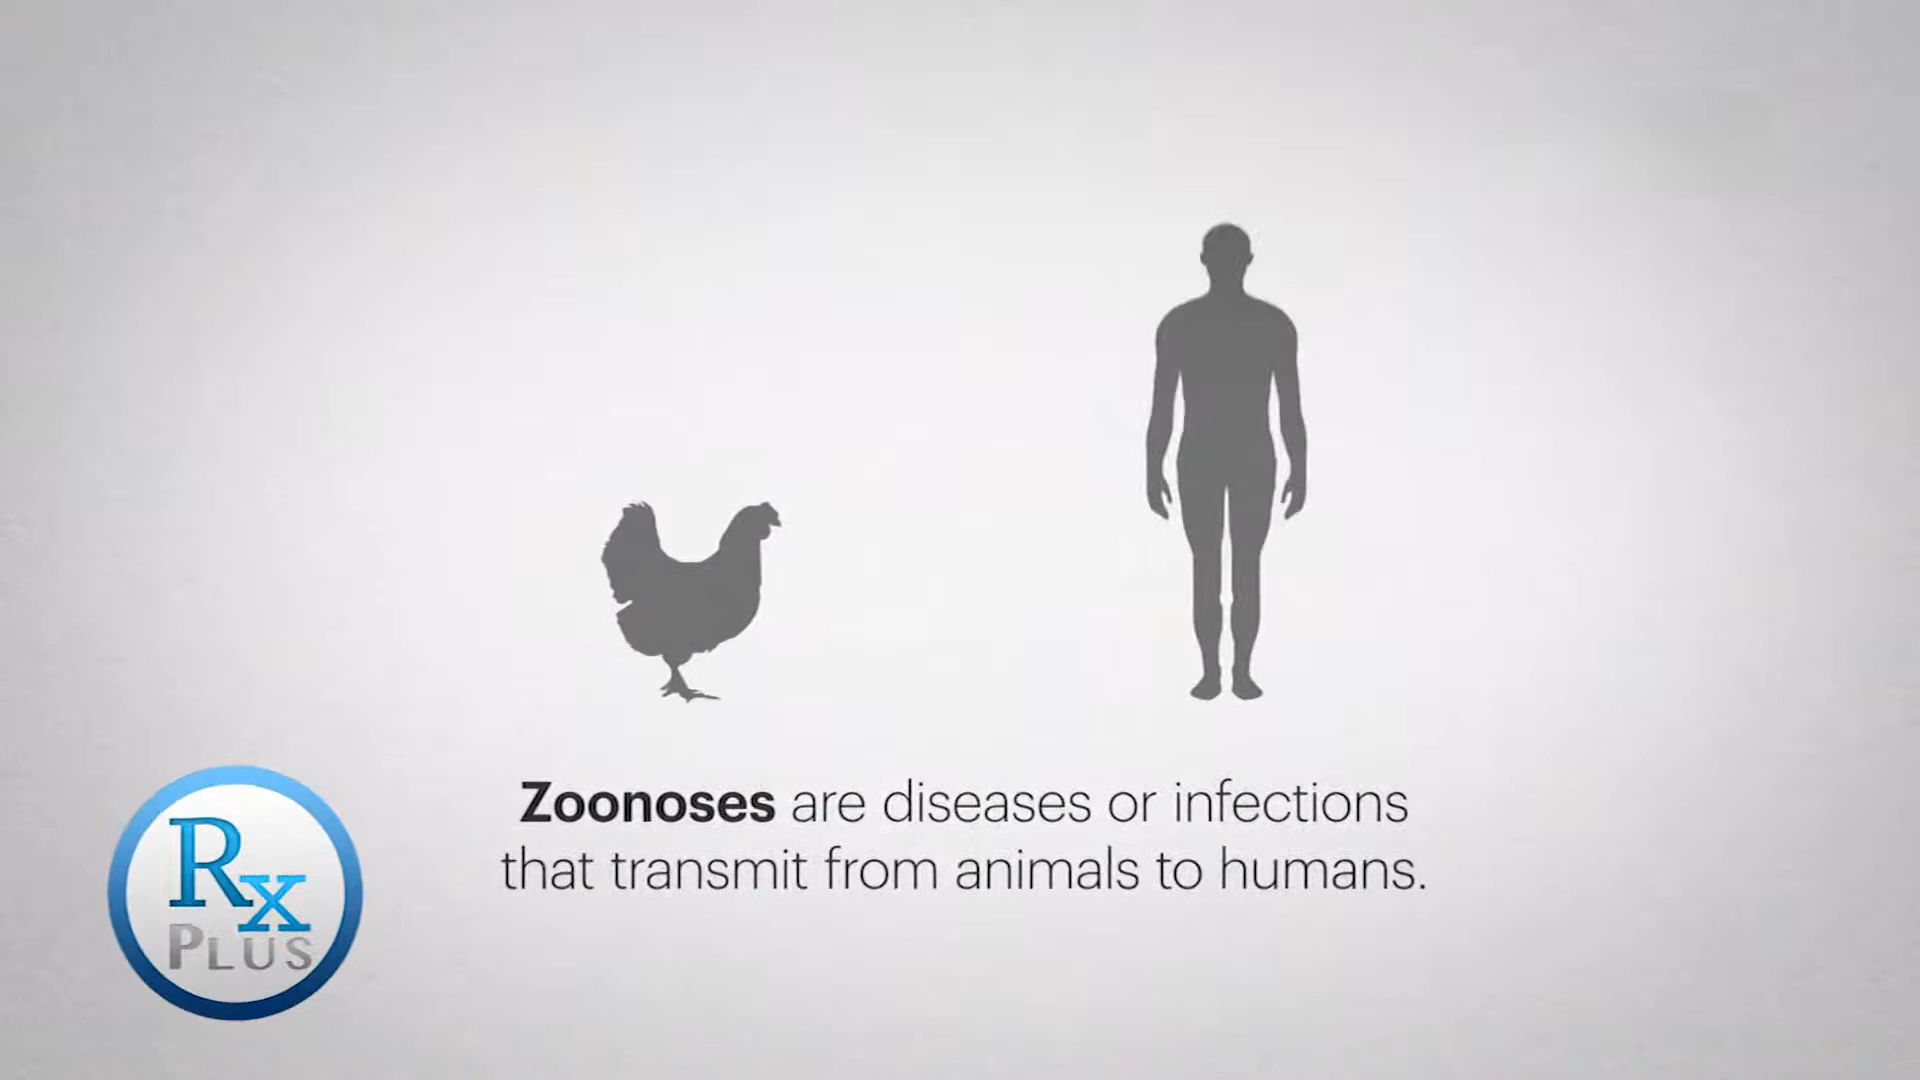 Zoonoses are diseases or infections
that transmit from animals to humans.
Rx
PLUS